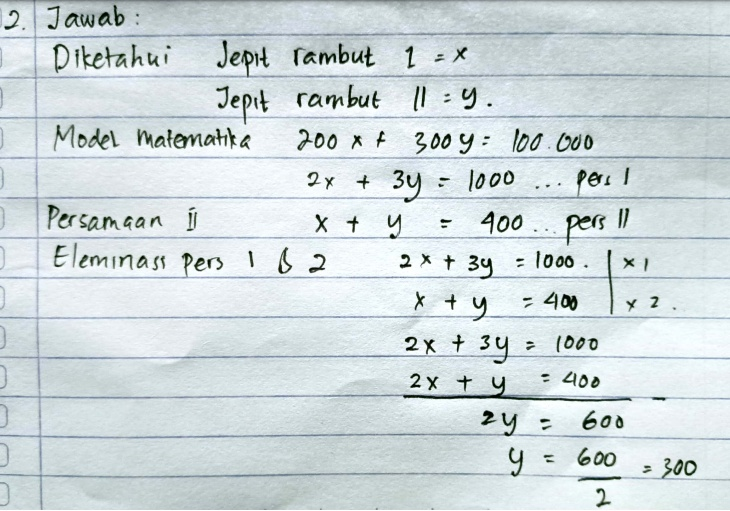 2. Jawab :
Diketahui Jepit rambut I = x
Jepit rambut II = y.
Model matematika 200 x + 300 y = 100.000
2x + 3y = 1000 ... pers I
Persamaan II x + y = 400 ... pers II
Eleminasi pers 1 & 2 2x + 3y = 1000. | x 1
x + y = 400 | x 2.
2x + 3y = 1000
2x + y = 400 -
2y = 600
y = 600/2 = 300